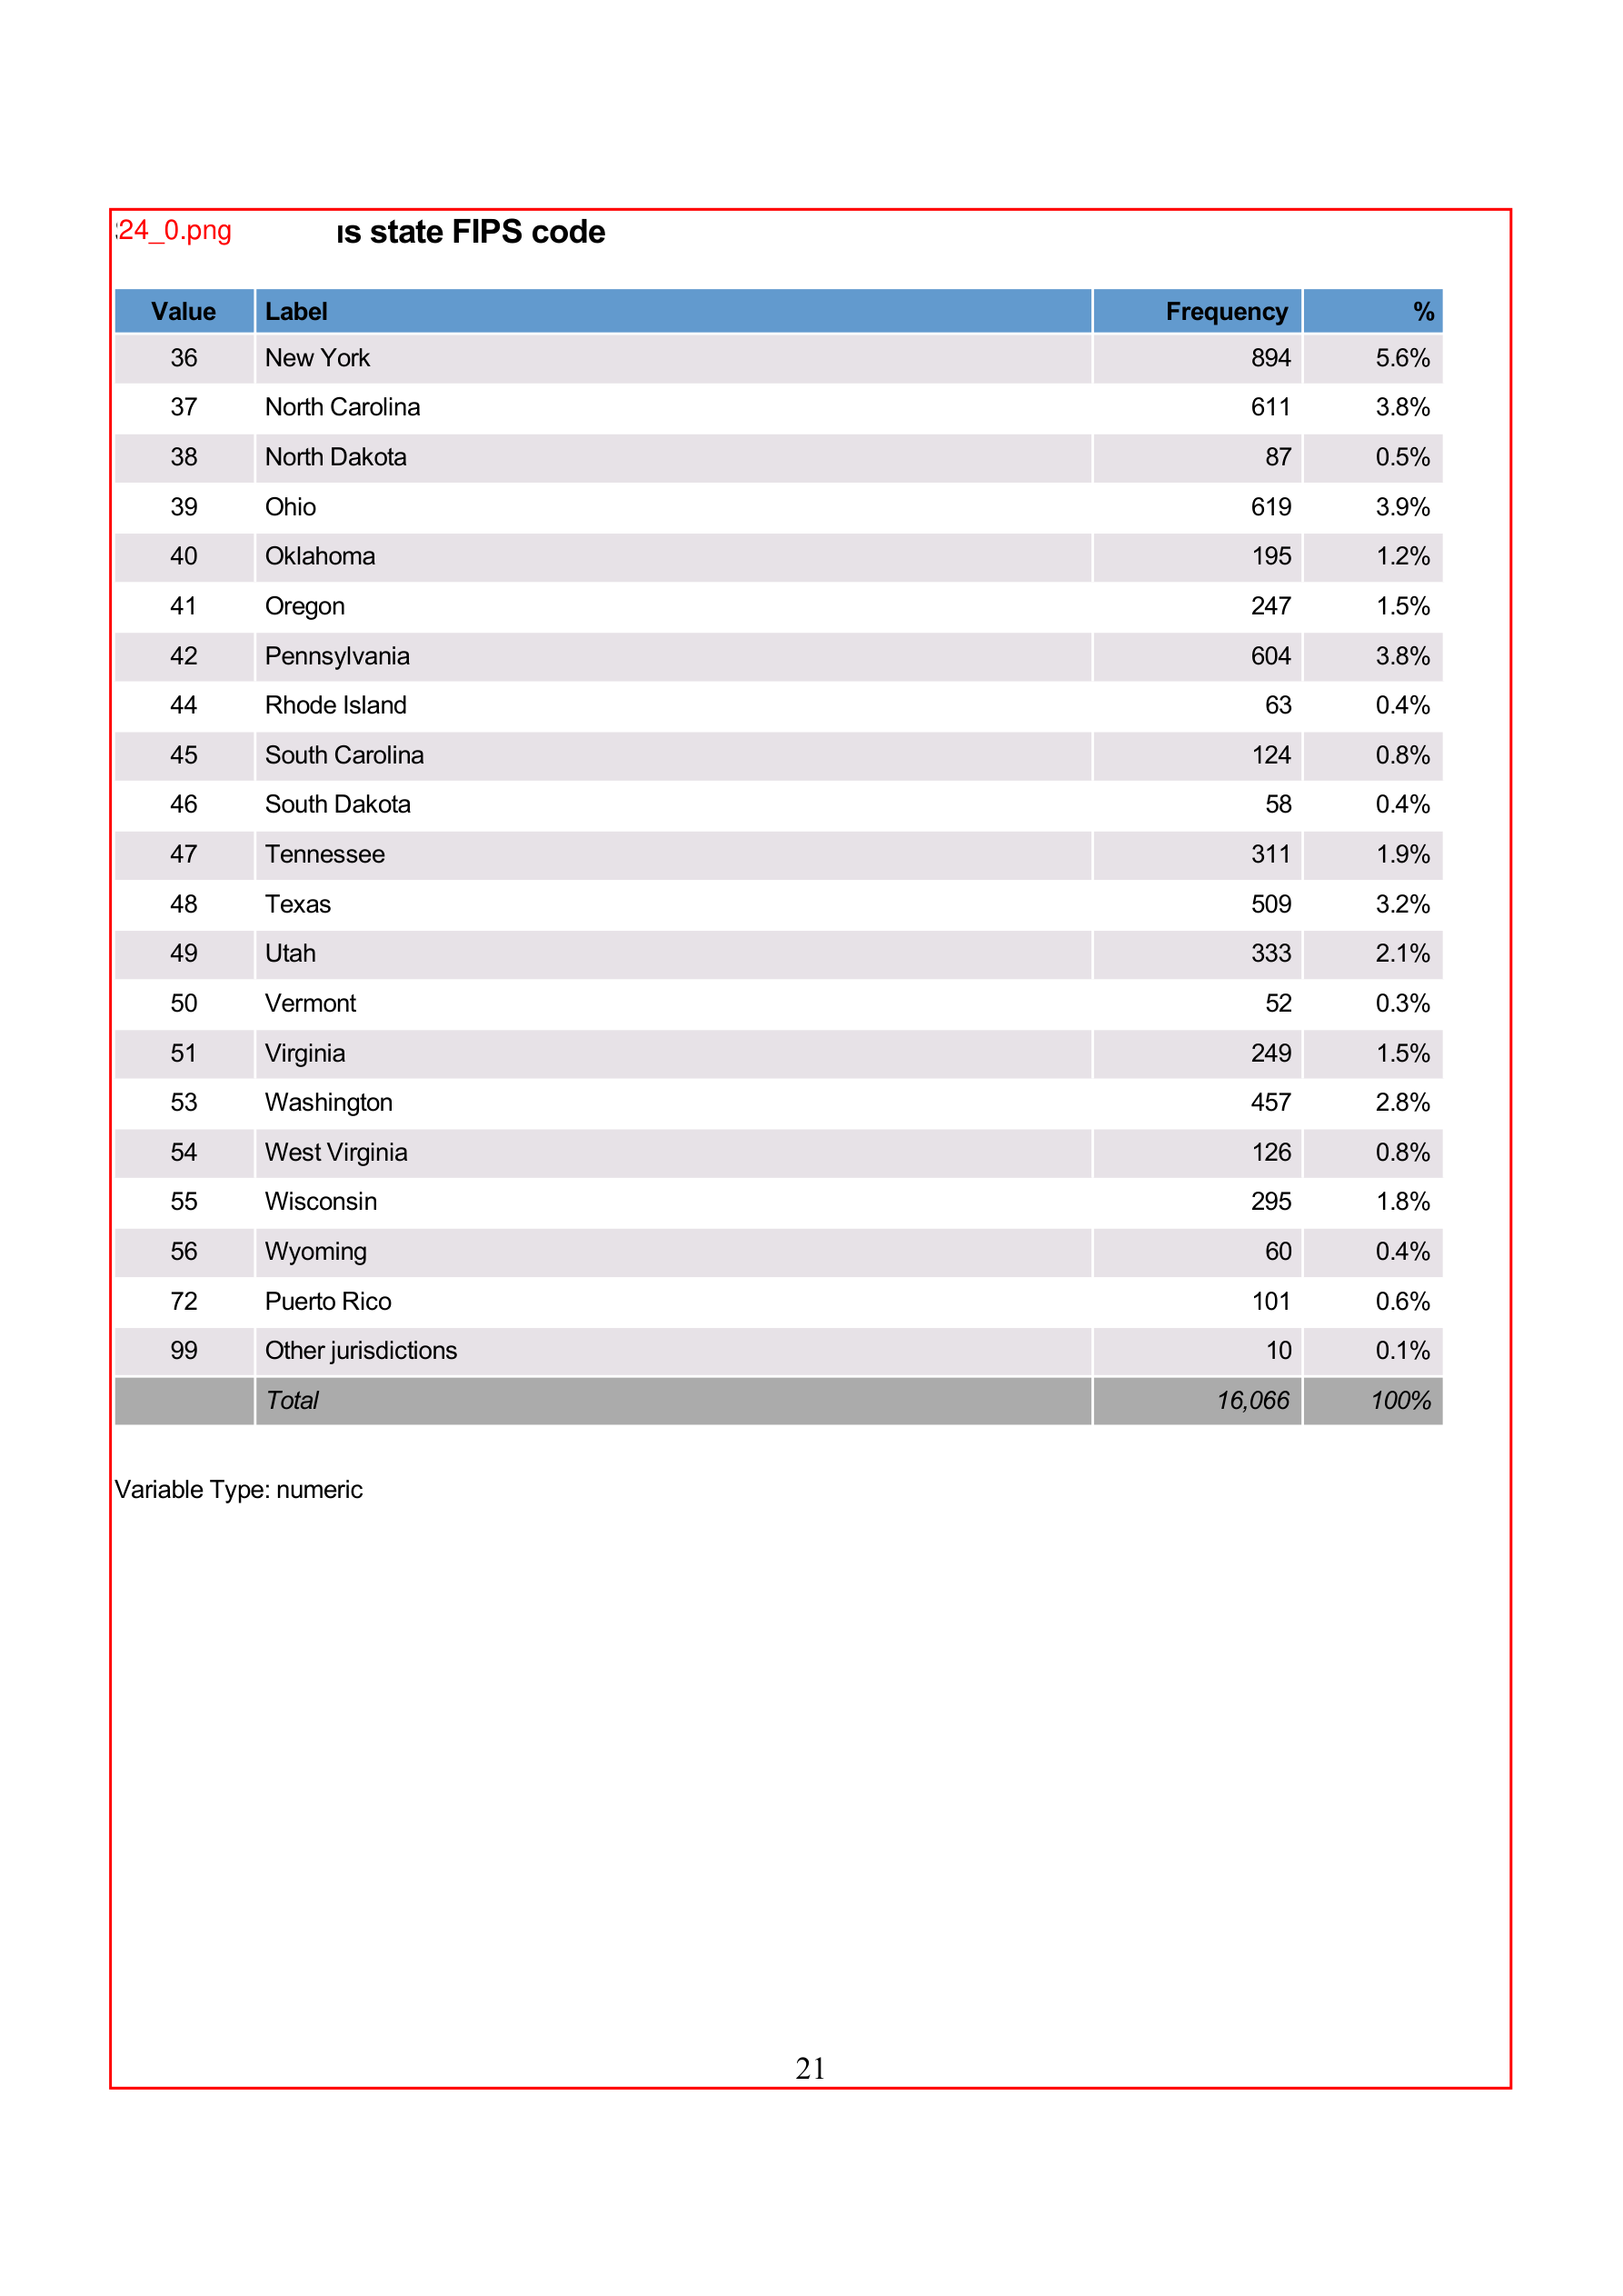 24_0.png
state FIPS code
Value Label Frequency %
36 New York 894 5.6%
37 North Carolina 611 3.8%
38 North Dakota 87 0.5%
39 Ohio 619 3.9%
40 Oklahoma 195 1.2%
41 Oregon 247 1.5%
42 Pennsylvania 604 3.8%
44 Rhode Island 63 0.4%
45 South Carolina 124 0.8%
46 South Dakota 58 0.4%
47 Tennessee 311 1.9%
48 Texas 509 3.2%
49 Utah 333 2.1%
50 Vermont 52 0.3%
51 Virginia 249 1.5%
53 Washington 457 2.8%
54 West Virginia 126 0.8%
55 Wisconsin 295 1.8%
56 Wyoming 60 0.4%
72 Puerto Rico 101 0.6%
99 Other jurisdictions 10 0.1%
Total 16,066 100%
Variable Type: numeric
21